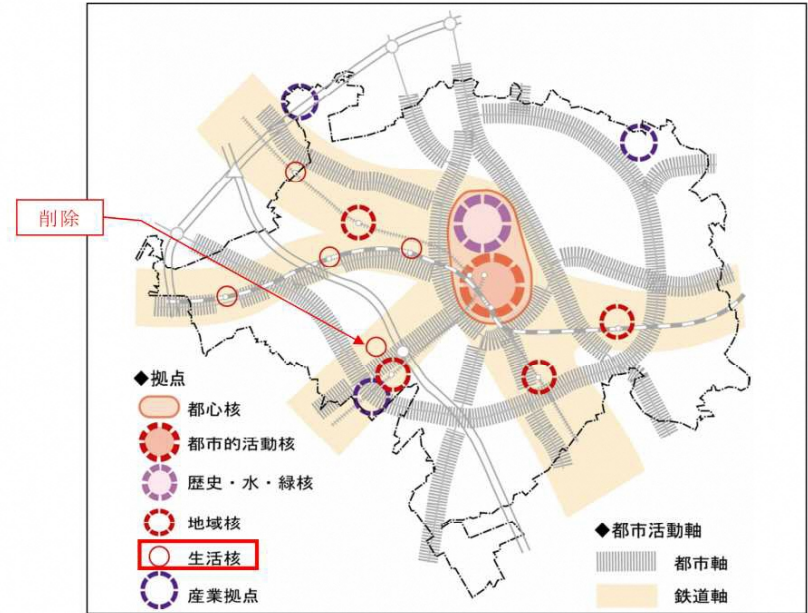 削除
◆拠点
都心核
都市的活動核
歴史・水・緑核
地域核
生活核
産業拠点
◆都市活動軸
都市軸
鉄道軸